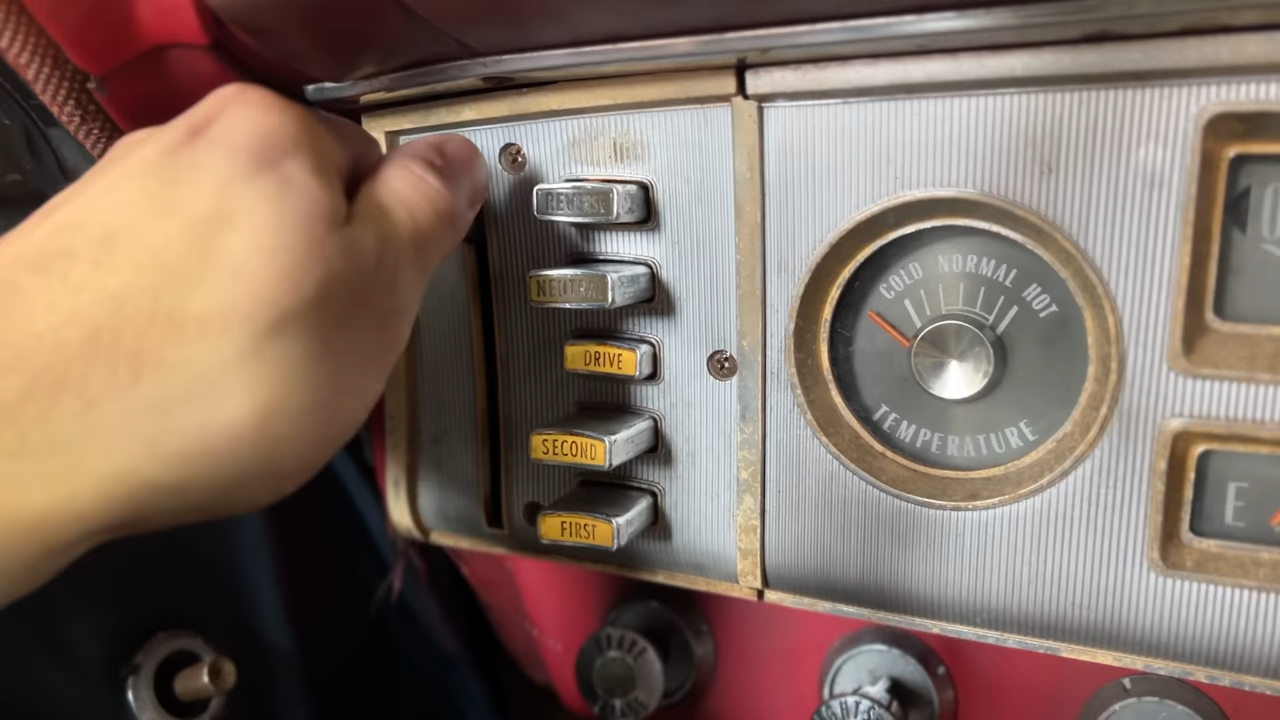 REVERSE
NEUTRAL
DRIVE
SECOND
FIRST
COLD NORMAL HOT
TEMPERATURE
E